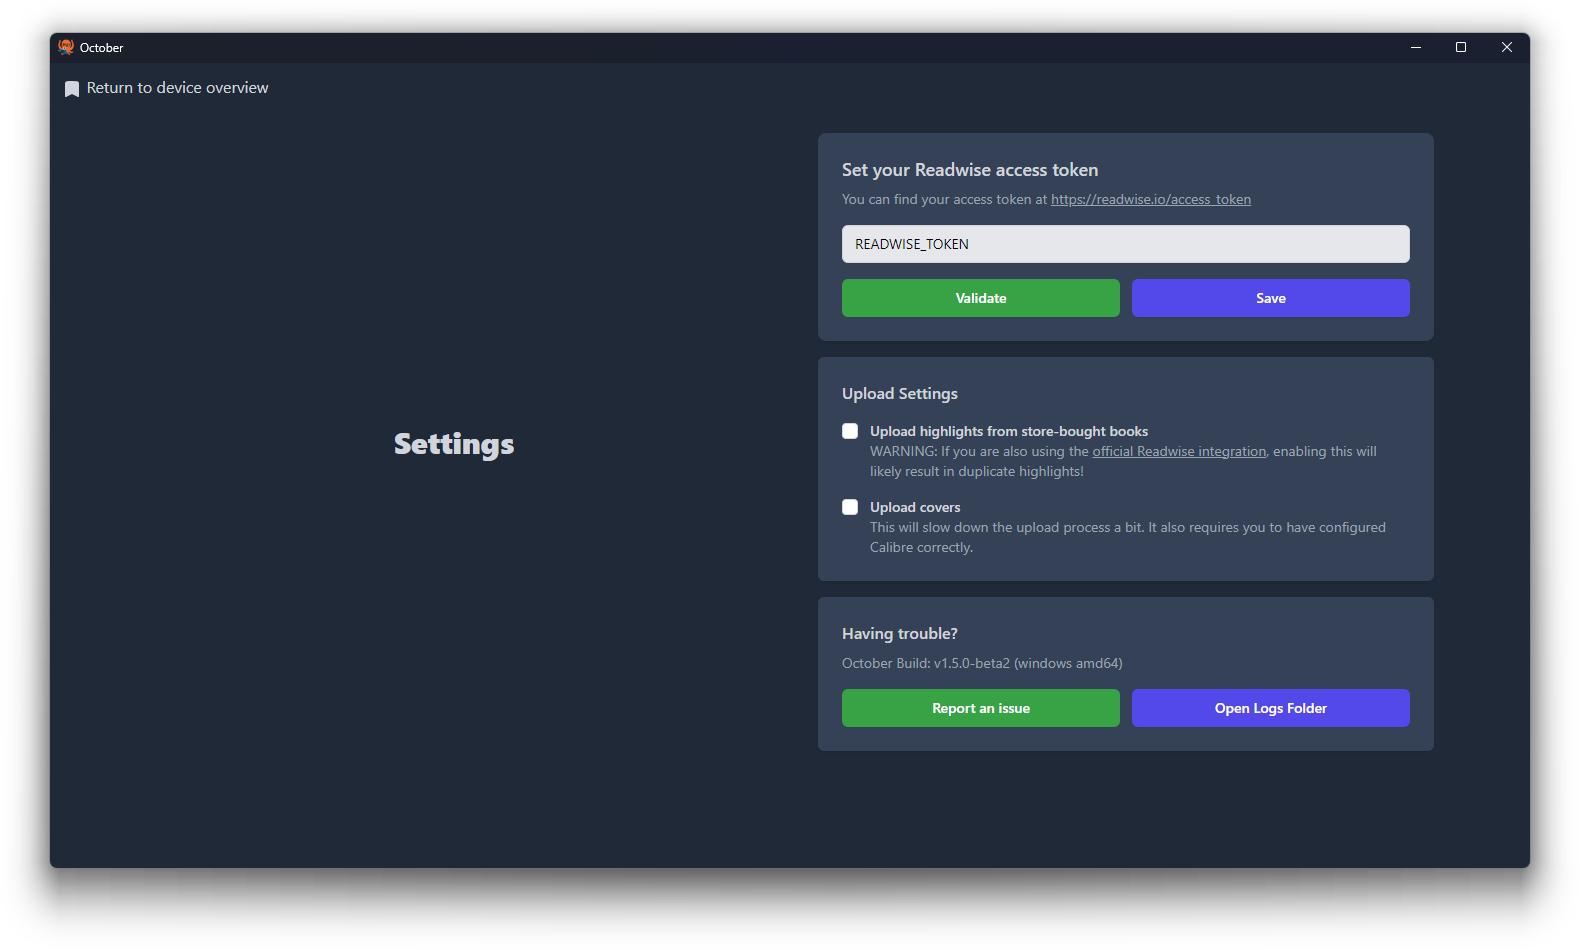 October
Return to device overview
Settings
Set your Readwise access token
You can find your access token at https://readwise.io/access_token
READWISE_TOKEN
Validate
Save
Upload Settings
Upload highlights from store-bought books
WARNING: If you are also using the official Readwise integration, enabling this will
likely result in duplicate highlights!
Upload covers
This will slow down the upload process a bit. It also requires you to have configured
Calibre correctly.
Having trouble?
October Build: v1.5.0-beta2 (windows amd64)
Report an issue
Open Logs Folder